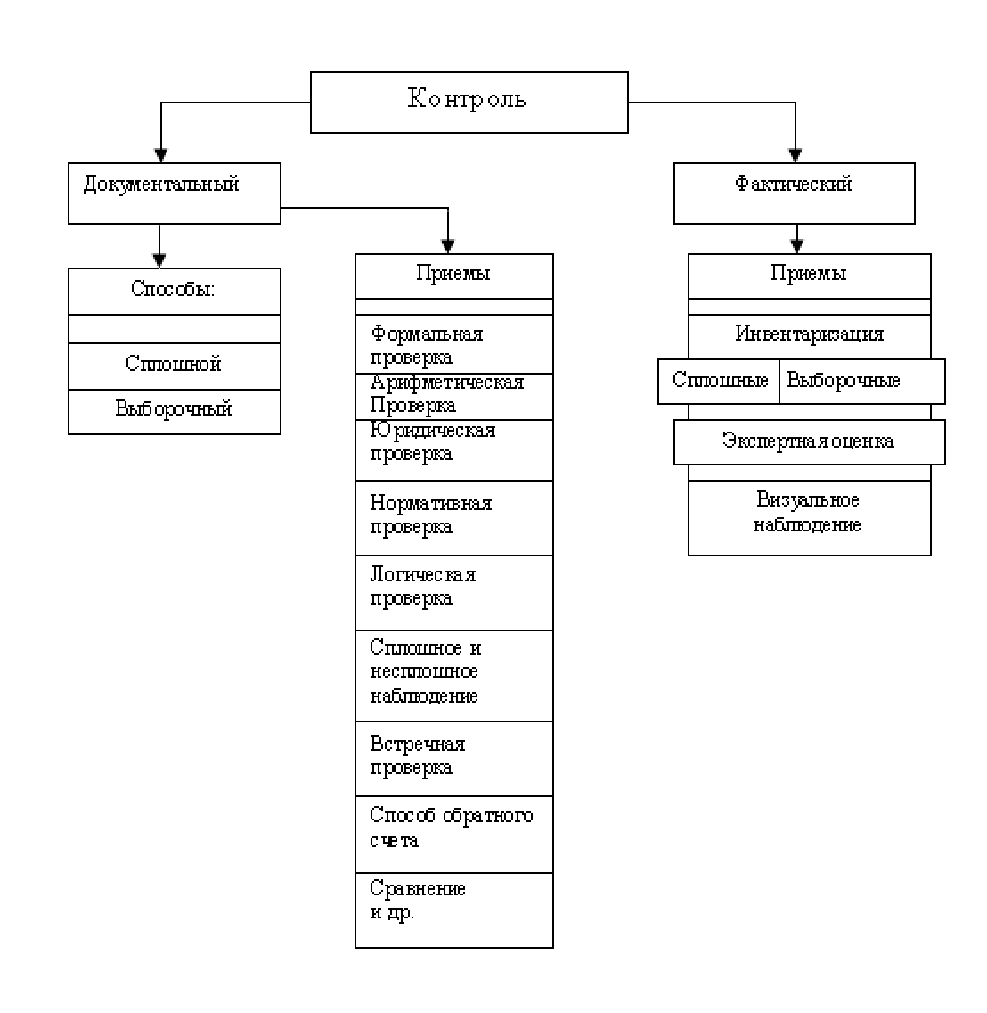 Контроль
Документальный
Фактический
Способы:
Сплошной
Выборочный
Приемы
Формальная
проверка
Арифметическая
Проверка
Юридическая
проверка
Нормативная
проверка
Логическая
проверка
Сплошное и
несплошное
наблюдение
Встречная
проверка
Способ обратного
счета
Сравнение
и др.
Приемы
Инвентаризация
Сплошные
Выборочные
Экспертная оценка
Визуальное
наблюдение